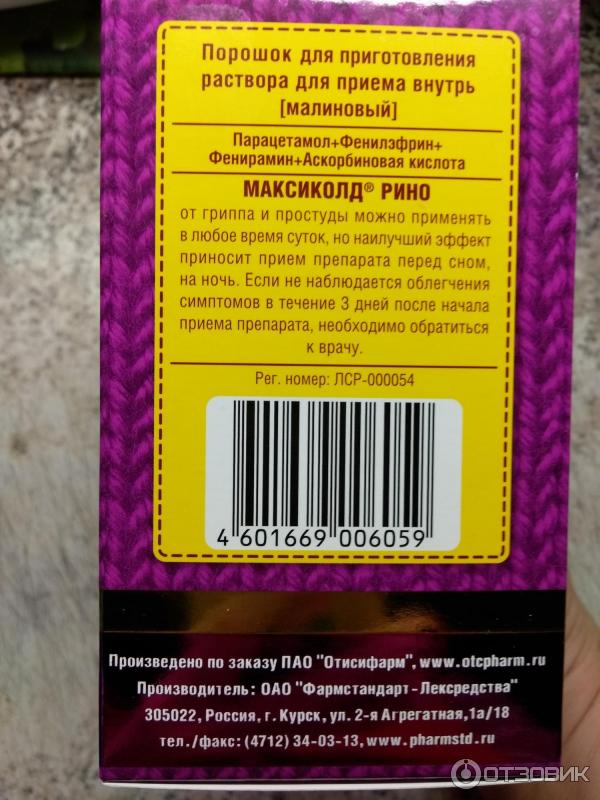 Порошок для приготовления
раствора для приема внутрь
[малиновый]
Парацетамол+Фенилэфрин+
Фенирамин+Аскорбиновая кислота
МАКСИКОЛД® РИНО
от гриппа и простуды можно применять
в любое время суток, но наилучший эффект
приносит прием препарата перед сном,
на ночь. Если не наблюдается облегчения
симптомов в течение 3 дней после начала
приема препарата, необходимо обратиться
к врачу.
Рег. номер: ЛСР-000054
4 601669 006059
Произведено по заказу ПАО "Отисифарм", www.otcpharm.ru
Производитель: ОАО "Фармстандарт-Лексредства"
305022, Россия, г. Курск, ул. 2-я Агрегатная,1а/18
тел./факс: (4712) 34-03-13, www.pharmstd.ru
ОТЗОВИК